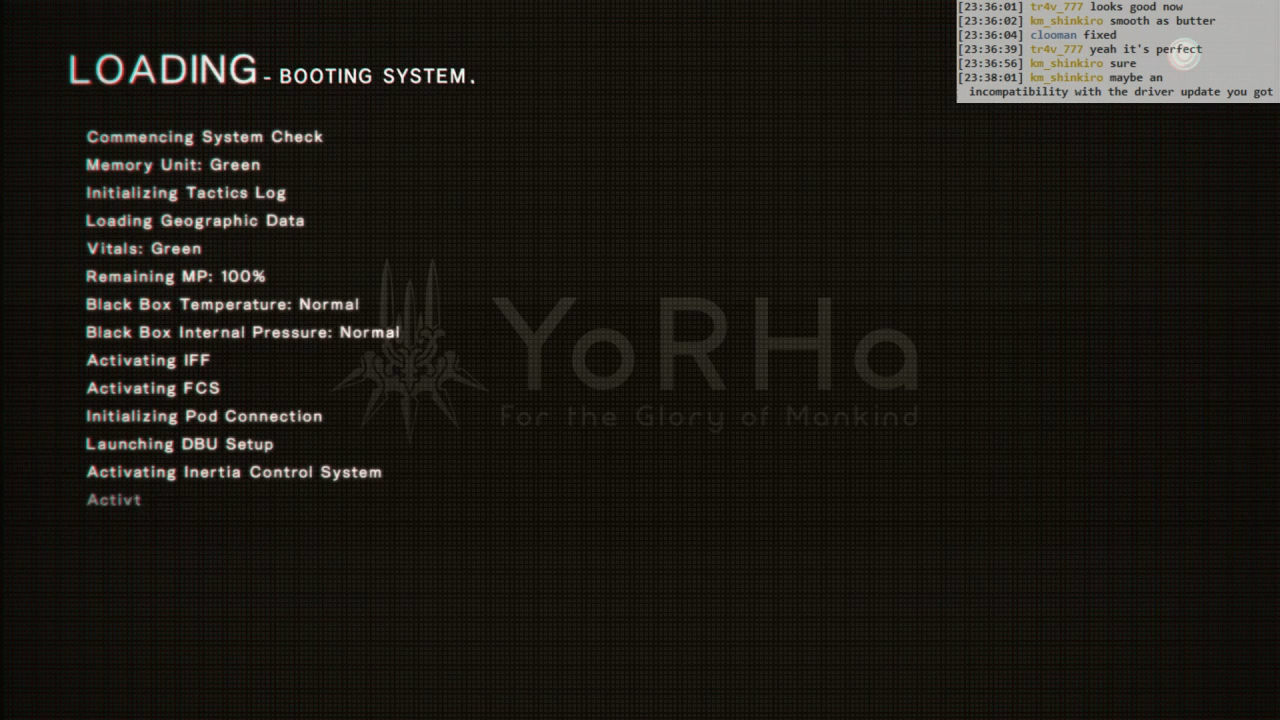 LOADING - BOOTING SYSTEM.
Commencing System Check
Memory Unit: Green
Initializing Tactics Log
Loading Geographic Data
Vitals: Green
Remaining MP: 100%
Black Box Temperature: Normal
Black Box Internal Pressure: Normal
Activating IFF
Activating FCS
Initializing Pod Connection
Launching DBU Setup
Activating Inertia Control System
Activt
YoRHa
For the Glory of Mankind
[23:36:01] tr4v_777 looks good now
[23:36:02] km_shinkiro smooth as butter
[23:36:04] clooman fixed
[23:36:39] tr4v_777 yeah it's perfect
[23:36:56] km_shinkiro sure
[23:38:01] km_shinkiro maybe an
incompatibility with the driver update you got